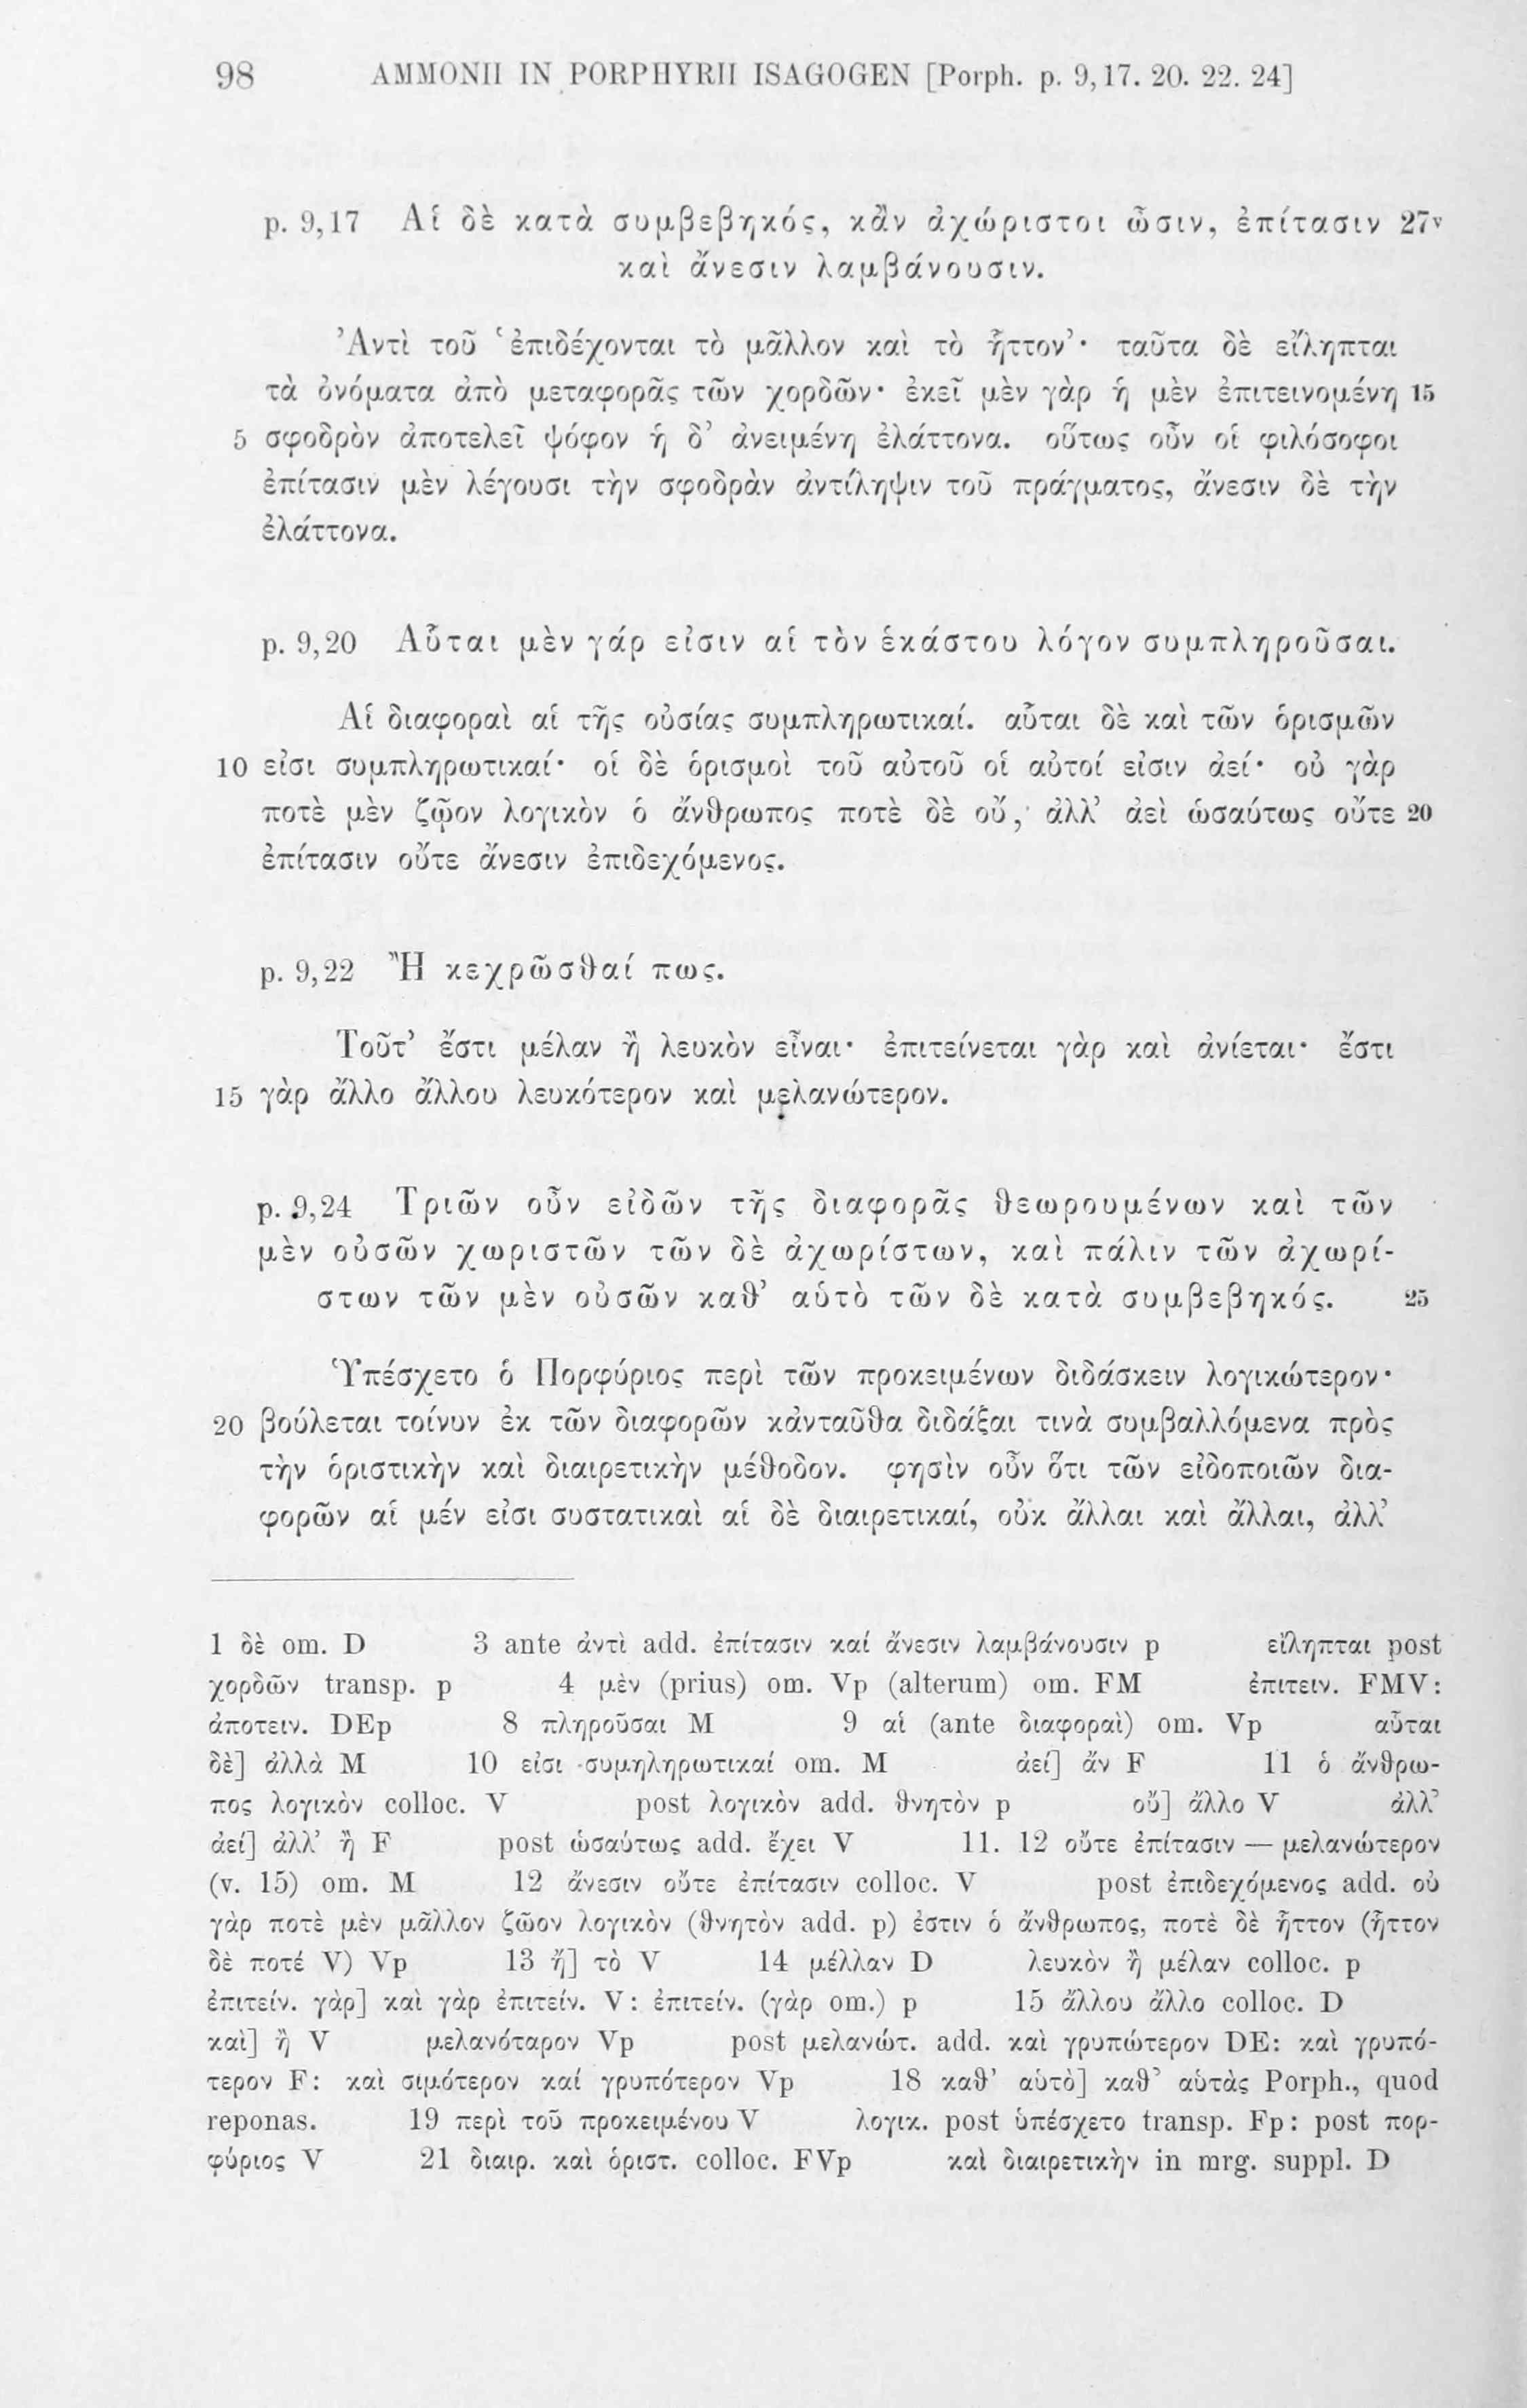 98 AMMONII IN PORPHYRII ISAGOGEN [Porph. p. 9,17. 20. 22. 24]
p. 9,17 Αἱ δὲ κατὰ συμβεβηκός, κἂν ἀχώριστοι ὦσιν, ἐπίτασιν 27v
καὶ ἄνεσιν λαμβάνουσιν.
Ἀντὶ τοῦ ‘ἐπιδέχονται τὸ μᾶλλον καὶ τὸ ἧττον’· ταῦτα δὲ εἴληπται
τὰ ὀνόματα ἀπὸ μεταφορᾶς τῶν χορδῶν· ἐκεῖ μὲν γὰρ ἡ μὲν ἐπιτεινομένη 15
5 σφοδρὸν ἀποτελεῖ ψόφον ἡ δ’ ἀνειμένη ἐλάττονα. οὕτως οὖν οἱ φιλόσοφοι
ἐπίτασιν μὲν λέγουσι τὴν σφοδρὰν ἀντίληψιν τοῦ πράγματος, ἄνεσιν δὲ τὴν
ἐλάττονα.
p. 9,20 Αὗται μὲν γάρ εἰσιν αἱ τὸν ἑκάστου λόγον συμπληροῦσαι.
Αἱ διαφοραὶ αἱ τῆς οὐσίας συμπληρωτικαί. αὗται δὲ καὶ τῶν ὁρισμῶν
10 εἰσι συμπληρωτικαί· οἱ δὲ ὁρισμοὶ τοῦ αὐτοῦ οἱ αὐτοί εἰσιν ἀεί· οὐ γὰρ
ποτὲ μὲν ζῷον λογικὸν ὁ ἄνθρωπος ποτὲ δὲ οὔ, ἀλλ’ ἀεὶ ὡσαύτως οὔτε 20
ἐπίτασιν οὔτε ἄνεσιν ἐπιδεχόμενος.
p. 9,22 Ἢ κεχρῶσθαί πως.
Τοῦτ’ ἔστι μέλαν ἢ λευκὸν εἶναι· ἐπιτείνεται γὰρ καὶ ἀνίεται· ἔστι
15 γὰρ ἄλλο ἄλλου λευκότερον καὶ μελανώτερον.
p. 9,24 Τριῶν οὖν εἰδῶν τῆς διαφορᾶς θεωρουμένων καὶ τῶν
μὲν οὐσῶν χωριστῶν τῶν δὲ ἀχωρίστων, καὶ πάλιν τῶν ἀχωρί-
στων τῶν μὲν οὐσῶν καθ’ αὑτὸ τῶν δὲ κατὰ συμβεβηκός. 25
Ὑπέσχετο ὁ Πορφύριος περὶ τῶν προκειμένων διδάσκειν λογικώτερον·
20 βούλεται τοίνυν ἐκ τῶν διαφορῶν κἀνταῦθα διδάξαι τινὰ συμβαλλόμενα πρὸς
τὴν ὁριστικὴν καὶ διαιρετικὴν μέθοδον. φησὶν οὖν ὅτι τῶν εἰδοποιῶν δια-
φορῶν αἱ μέν εἰσι συστατικαὶ αἱ δὲ διαιρετικαί, οὐκ ἄλλαι καὶ ἄλλαι, ἀλλ’
1 δὲ om. D 3 ante ἀντὶ add. ἐπίτασιν καί ἄνεσιν λαμβάνουσιν p εἴληπται post
χορδῶν transp. p 4 μὲν (prius) om. Vp (alterum) om. FM ἐπιτειν. FMV:
ἀποτειν. DEp 8 πληροῦσαι M 9 αἱ (ante διαφοραὶ) om. Vp αὗται
δὲ] ἀλλὰ M 10 εἰσι συμηληρωτικαί om. M ἀεί] ἄν F 11 ὁ ἄνθρω-
πος λογικὸν colloc. V post λογικὸν add. θνητὸν p οὔ] ἄλλο V ἀλλ’
ἀεί] ἀλλ’ ἢ F post ὡσαύτως add. ἔχει V 11. 12 οὔτε ἐπίτασιν — μελανώτερον
(v. 15) om. M 12 ἄνεσιν οὔτε ἐπίτασιν colloc. V post ἐπιδεχόμενος add. οὐ
γὰρ ποτὲ μὲν μᾶλλον ζῶον λογικὸν (θνητὸν add. p) ἐστιν ὁ ἄνθρωπος, ποτὲ δὲ ἧττον (ἧττον
δὲ ποτέ V) Vp 13 ἤ] τὸ V 14 μέλλαν D λευκὸν ἢ μέλαν colloc. p
ἐπιτείν. γάρ] καὶ γὰρ ἐπιτείν. V: ἐπιτείν. (γὰρ om.) p 15 ἄλλου ἄλλο colloc. D
καὶ] ἢ V μελανόταρον Vp post μελανώτ. add. καὶ γρυπώτερον DE: καὶ γρυπό-
τερον F: καὶ σιμότερον καί γρυπότερον Vp 18 καθ’ αὑτὸ] καθ’ αὑτὰς Porph., quod
reponas. 19 περὶ τοῦ προκειμένου V λογικ. post ὑπέσχετο transp. Fp: post πορ-
φύριος V 21 διαιρ. καὶ ὁριστ. colloc. FVp καὶ διαιρετικὴν in mrg. suppl. D